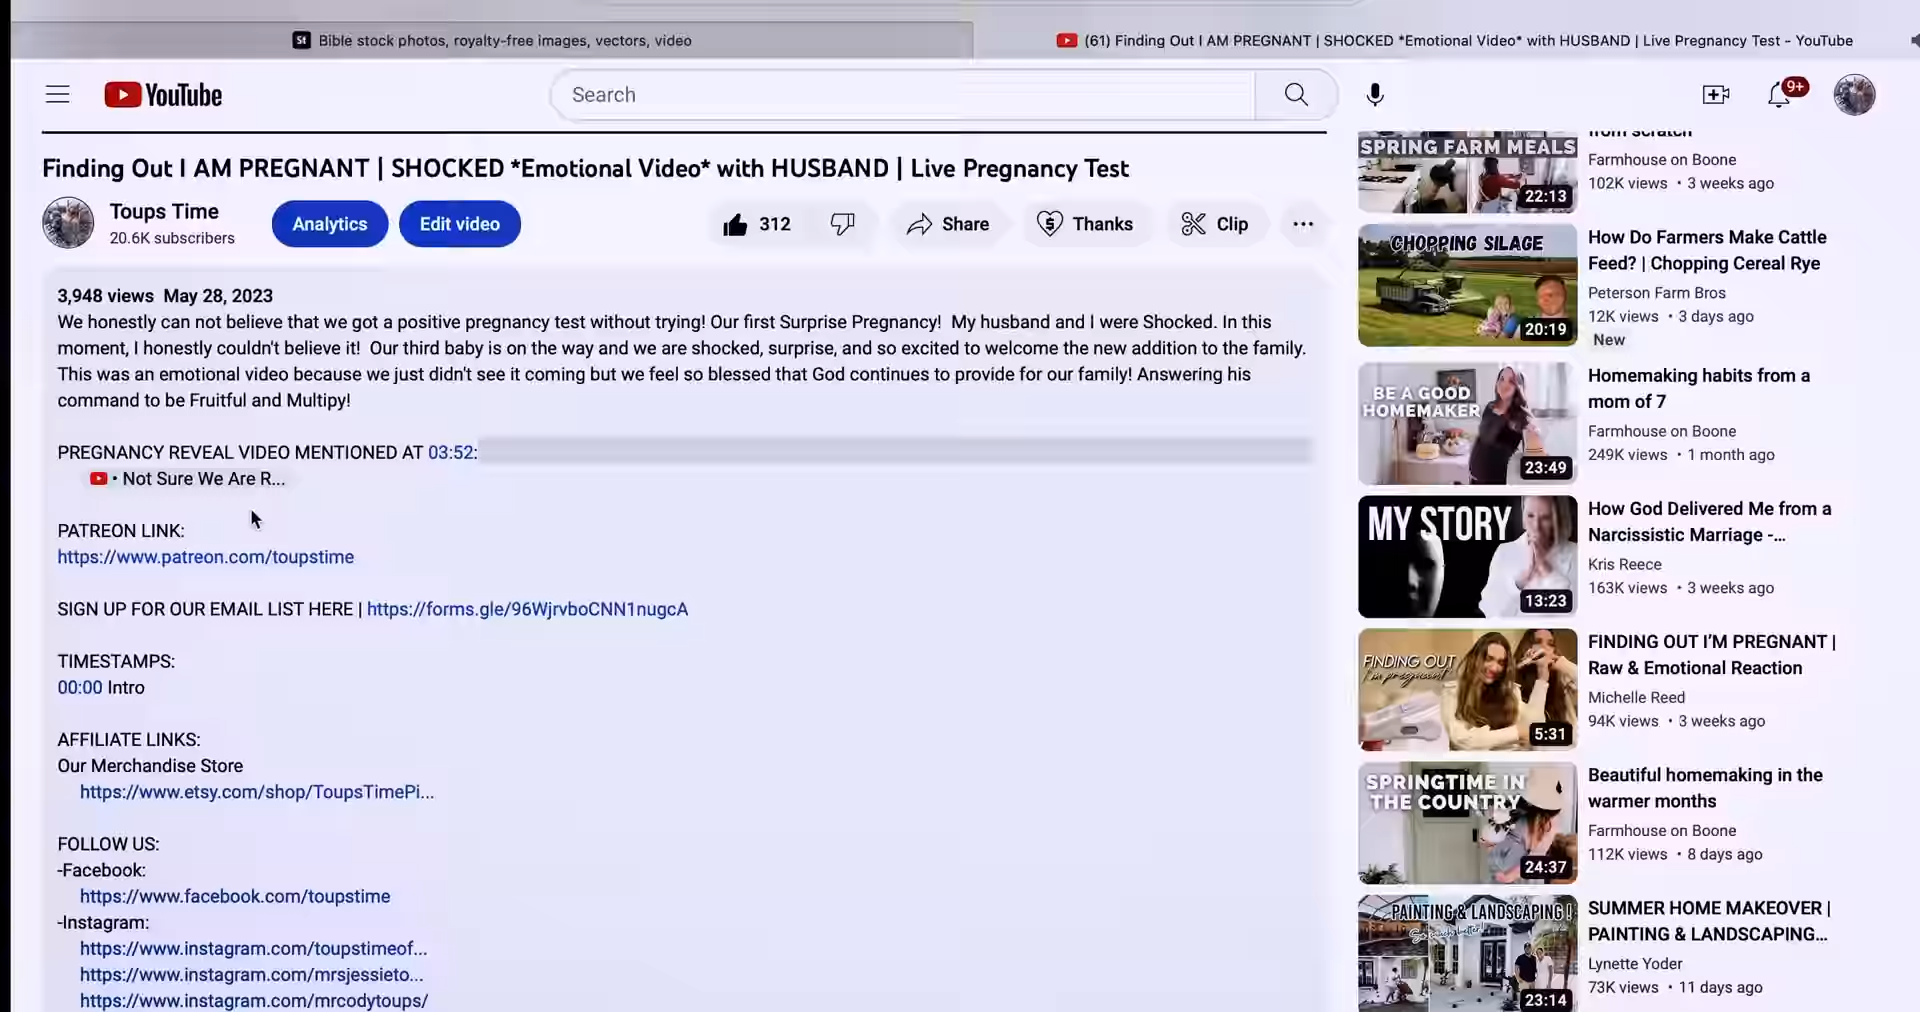 St Bible stock photos, royalty-free images, vectors, video
(61) Finding Out I AM PREGNANT | SHOCKED *Emotional Video* with HUSBAND | Live Pregnancy Test - YouTube
YouTube
Search
9+
Finding Out I AM PREGNANT | SHOCKED *Emotional Video* with HUSBAND | Live Pregnancy Test
Toups Time
20.6K subscribers
Analytics
Edit video
312
Share
Thanks
Clip
3,948 views May 28, 2023
We honestly can not believe that we got a positive pregnancy test without trying! Our first Surprise Pregnancy! My husband and I were Shocked. In this
moment, I honestly couldn't believe it! Our third baby is on the way and we are shocked, surprise, and so excited to welcome the new addition to the family.
This was an emotional video because we just didn't see it coming but we feel so blessed that God continues to provide for our family! Answering his
command to be Fruitful and Multipy!
PREGNANCY REVEAL VIDEO MENTIONED AT 03:52:
• Not Sure We Are R...
PATREON LINK:
https://www.patreon.com/toupstime
SIGN UP FOR OUR EMAIL LIST HERE | https://forms.gle/96WjrvboCNN1nugcA
TIMESTAMPS:
00:00 Intro
AFFILIATE LINKS:
Our Merchandise Store
https://www.etsy.com/shop/ToupsTimePi...
FOLLOW US:
-Facebook:
https://www.facebook.com/toupstime
-Instagram:
https://www.instagram.com/toupstimeof...
https://www.instagram.com/mrsjessieto...
https://www.instagram.com/mrcodytoups/
from scratch
SPRING FARM MEALS
22:13
Farmhouse on Boone
102K views • 3 weeks ago
CHOPPING SILAGE
20:19
How Do Farmers Make Cattle
Feed? | Chopping Cereal Rye
Peterson Farm Bros
12K views • 3 days ago
New
BE A GOOD
HOMEMAKER
23:49
Homemaking habits from a
mom of 7
Farmhouse on Boone
249K views • 1 month ago
MY STORY
13:23
How God Delivered Me from a
Narcissistic Marriage -...
Kris Reece
163K views • 3 weeks ago
FINDING OUT
I'm pregnant
5:31
FINDING OUT I'M PREGNANT |
Raw & Emotional Reaction
Michelle Reed
94K views • 3 weeks ago
SPRINGTIME IN
THE COUNTRY
24:37
Beautiful homemaking in the
warmer months
Farmhouse on Boone
112K views • 8 days ago
PAINTING & LANDSCAPING!
So much better!
23:14
SUMMER HOME MAKEOVER |
PAINTING & LANDSCAPING...
Lynette Yoder
73K views • 11 days ago